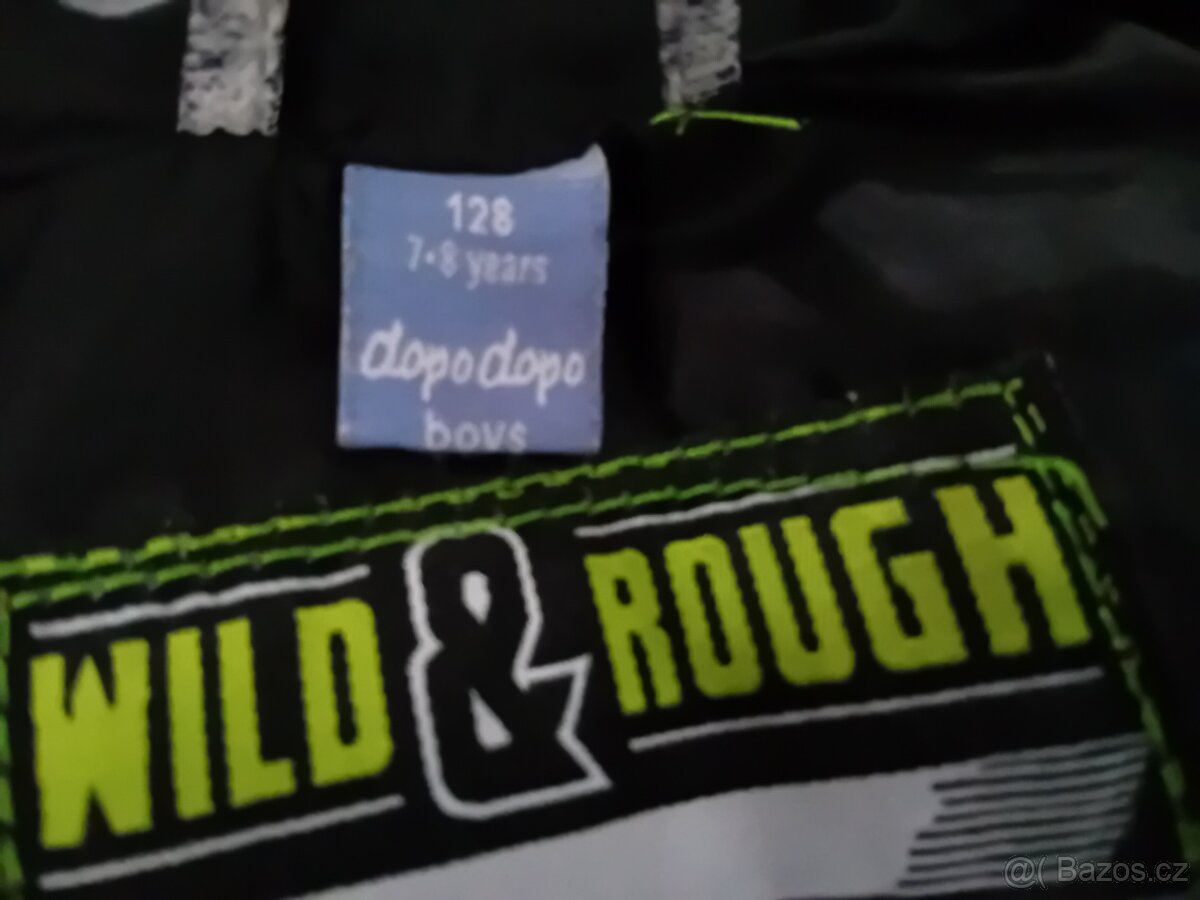 128
7-8 years
dopodopo
boys
WILD & ROUGH
@( Bazos.cz